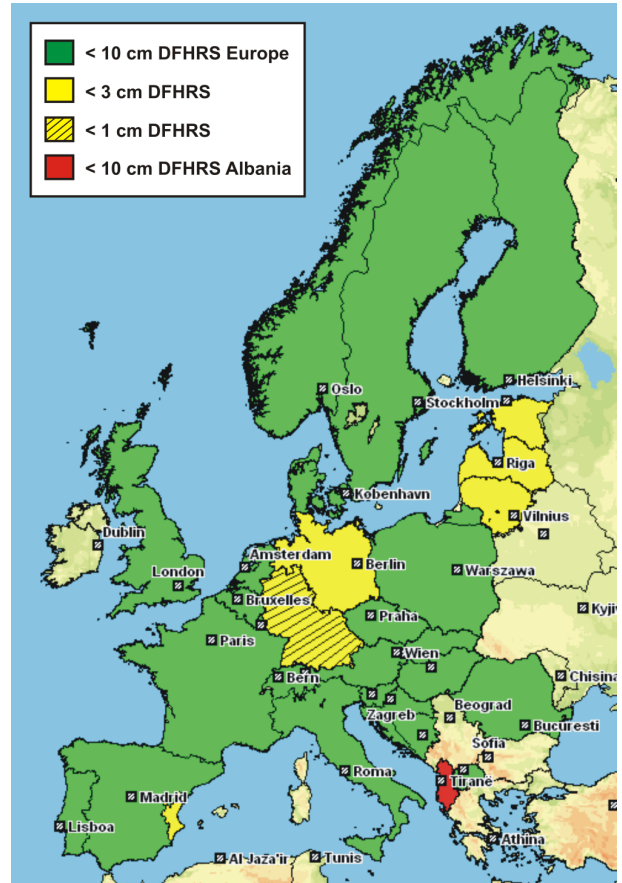 < 10 cm DFHRS Europe
< 3 cm DFHRS
< 1 cm DFHRS
< 10 cm DFHRS Albania
Oslo
Helsinki
Stockholm
Riga
Kobenhavn
Vilnius
Dublin
Amsterdam
Berlin
London
Warszawa
Bruxelles
Kyji
Praha
Paris
Wien
Bern
Chisina
Beograd
Zagreb
Bucuresti
Sofia
Roma
Tiranë
Madrid
Lisboa
Athina
Al Jaza'ir
Tunis